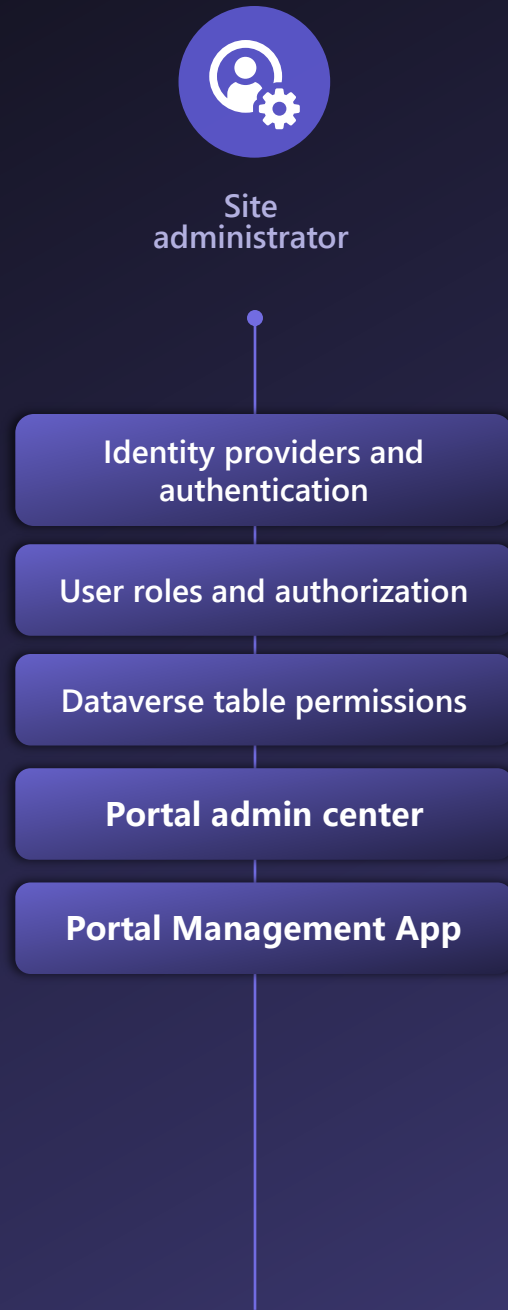 Site
administrator
Identity providers and
authentication
User roles and authorization
Dataverse table permissions
Portal admin center
Portal Management App